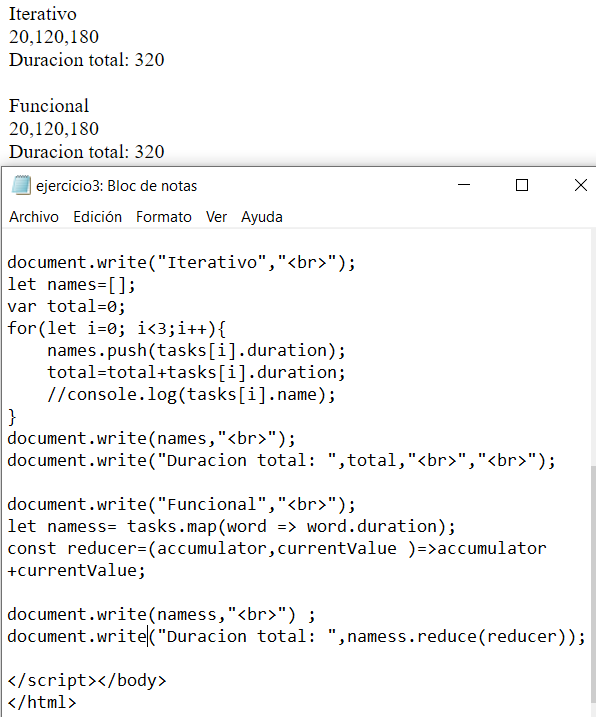 Iterativo
20,120,180
Duracion total: 320
Funcional
20,120,180
Duracion total: 320
ejercicio3: Bloc de notas
Archivo Edición Formato Ver Ayuda
document.write("Iterativo","<br>");
let names=[];
var total=0;
for(let i=0; i<3;i++){
    names.push(tasks[i].duration);
    total=total+tasks[i].duration;
    //console.log(tasks[i].name);
}
document.write(names,"<br>");
document.write("Duracion total: ",total,"<br>","<br>");
document.write("Funcional","<br>");
let namess= tasks.map(word => word.duration);
const reducer=(accumulator,currentValue )=>accumulator
+currentValue;
document.write(namess,"<br>") ;
document.write("Duracion total: ",namess.reduce(reducer));
</script></body>
</html>